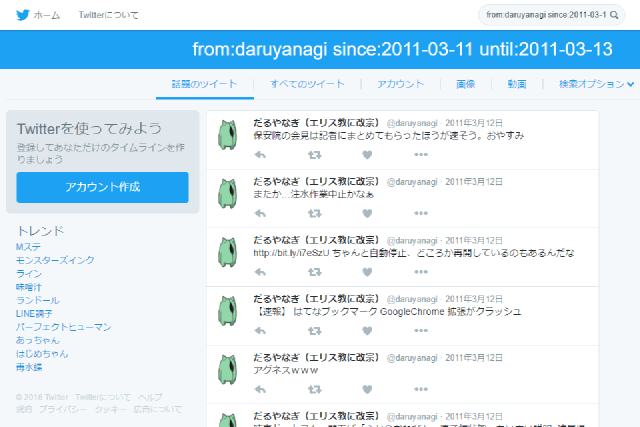 ホーム Twitterについて from:daruyanagi since:2011-03-1
from:daruyanagi since:2011-03-11 until:2011-03-13
話題のツイート すべてのツイート アカウント 画像 動画 検索オプション
Twitterを使ってみよう
登録してあなただけのタイムラインを作
りましょう
アカウント作成
トレンド
Mステ
モンスターズインク
ライン
味噌汁
ランドール
LINE調子
パーフェクトヒューマン
あっちゃん
はじめちゃん
© 2016 Twitter Twitterについて ヘルプ
規約 プライバシー クッキー 広告について
だるやなぎ（エリス教に改宗） @daruyanagi · 2011年3月12日
保安院の会見は記者にまとめてもらったほうが速そう。おやすみ
だるやなぎ（エリス教に改宗） @daruyanagi · 2011年3月12日
またか…注水作業中止かなぁ
だるやなぎ（エリス教に改宗） @daruyanagi · 2011年3月12日
http://bit.ly/i7eSzU ちゃんと自動停止、どころか再開しているのもあるんだな
だるやなぎ（エリス教に改宗） @daruyanagi · 2011年3月12日
【速報】 はてなブックマーク GoogleChrome 拡張がクラッシュ
だるやなぎ（エリス教に改宗） @daruyanagi · 2011年3月12日
アグネスｗｗｗ
だるやなぎ（エリス教に改宗） @daruyanagi · 2011年3月12日